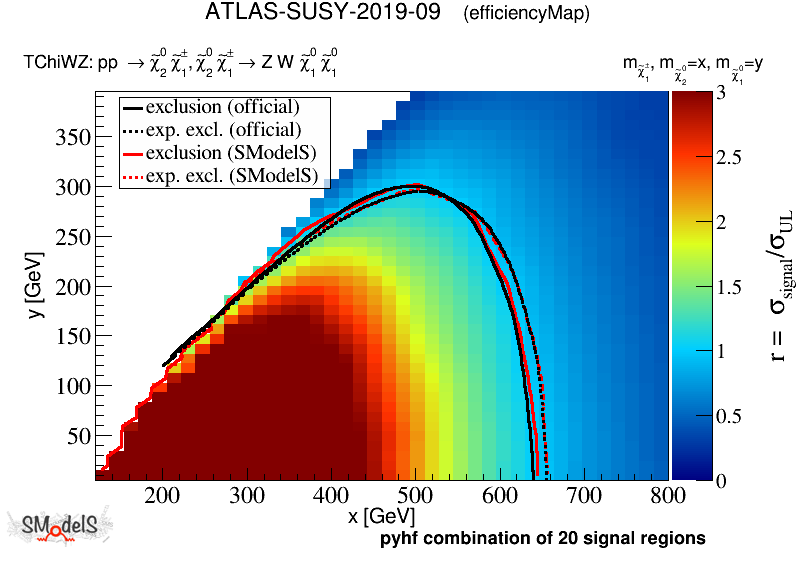 ATLAS-SUSY-2019-09 (efficiencyMap)
TChiWZ: pp → χ̃₂⁰ χ̃₁±, χ̃₂⁰ χ̃₁± → Z W χ̃₁⁰ χ̃₁⁰
m_χ̃₁±=x, m_χ̃₂⁰=x, m_χ̃₁⁰=y
exclusion (official)
exp. excl. (official)
exclusion (SModelS)
exp. excl. (SModelS)
350
300
250
200
150
100
50
y [GeV]
200 300 400 500 600 700 800
x [GeV]
3
2.5
2
1.5
1
0.5
0
r = σsignal/σUL
SModelS
pyhf combination of 20 signal regions